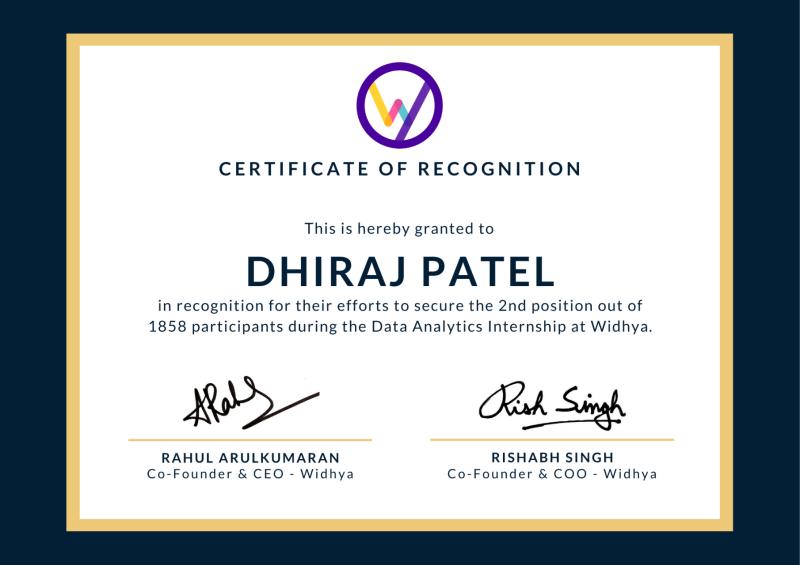 CERTIFICATE OF RECOGNITION
This is hereby granted to
DHIRAJ PATEL
in recognition for their efforts to secure the 2nd position out of
1858 participants during the Data Analytics Internship at Widhya.
Rish Singh
RAHUL ARULKUMARAN
Co-Founder & CEO - Widhya
RISHABH SINGH
Co-Founder & COO - Widhya